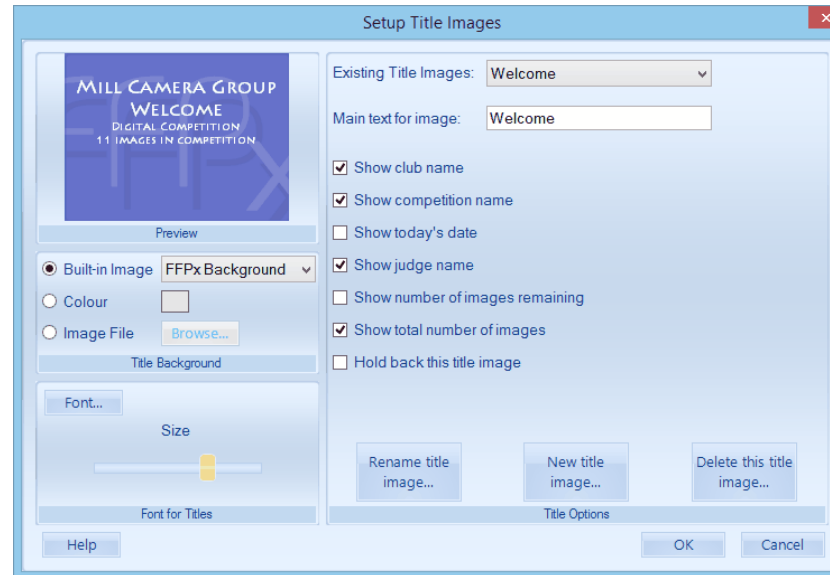 Setup Title Images
MILL CAMERA GROUP
WELCOME
DIGITAL COMPETITION
11 IMAGES IN COMPETITION
FFPx
Preview
Built-in Image FFPx Background
Colour
Image File Browse...
Title Background
Font...
Size
Font for Titles
Existing Title Images: Welcome
Main text for image: Welcome
Show club name
Show competition name
Show today's date
Show judge name
Show number of images remaining
Show total number of images
Hold back this title image
Rename title
image...
New title
image...
Delete this title
image...
Title Options
Help
OK
Cancel